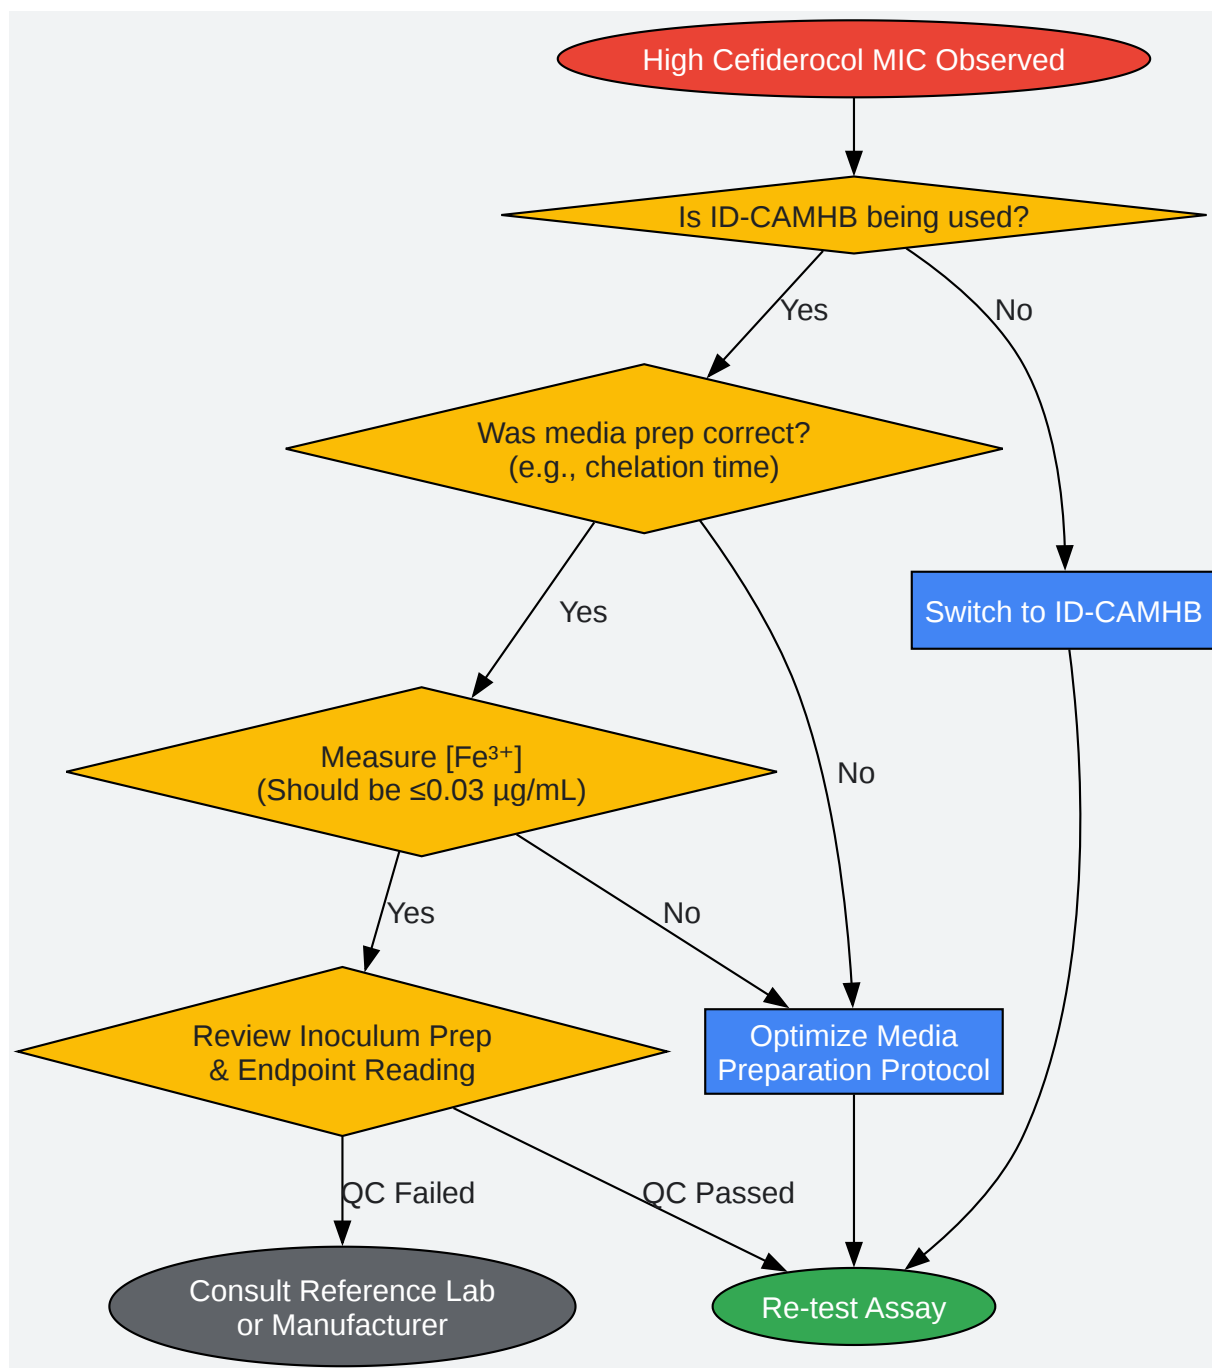 High Cefiderocol MIC Observed
Is ID-CAMHB being used?
Yes
No
Was media prep correct?
(e.g., chelation time)
Yes
No
Switch to ID-CAMHB
Measure [Fe³⁺]
(Should be ≤0.03 µg/mL)
Yes
No
Review Inoculum Prep
& Endpoint Reading
Optimize Media
Preparation Protocol
QC Failed
QC Passed
Consult Reference Lab
or Manufacturer
Re-test Assay